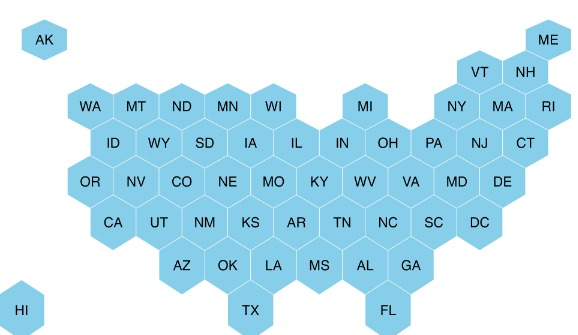 AK ME
VT NH
WA MT ND MN WI MI NY MA RI
ID WY SD IA IL IN OH PA NJ CT
OR NV CO NE MO KY WV VA MD DE
CA UT NM KS AR TN NC SC DC
AZ OK LA MS AL GA
HI TX FL